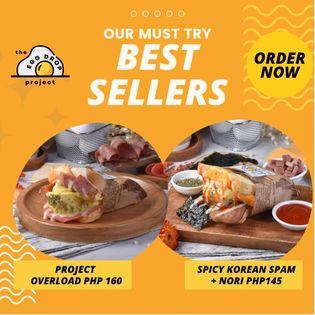 OUR MUST TRY
BEST
SELLERS
the
EGG DROP
project
ORDER
NOW
PROJECT
OVERLOAD PHP 160
SPICY KOREAN SPAM
+ NORI PHP145